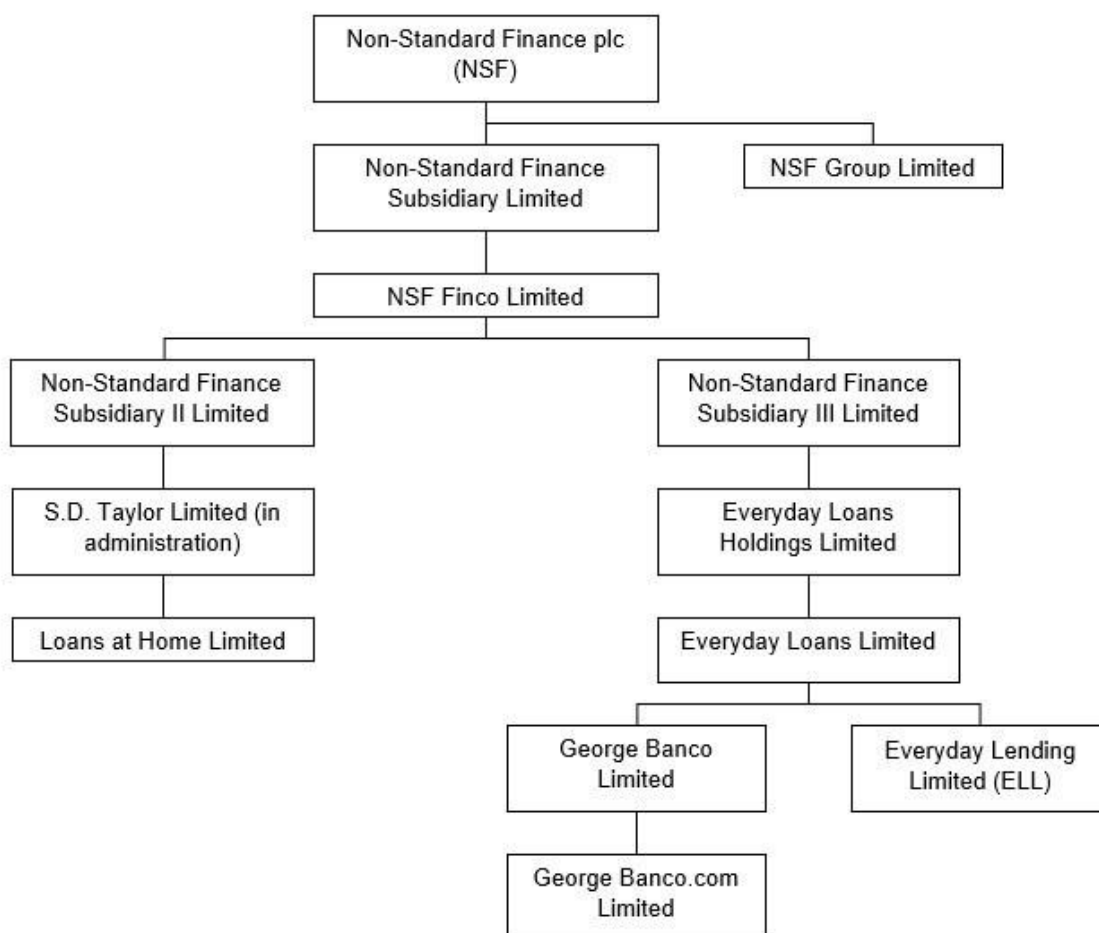 Non-Standard Finance plc
(NSF)
Non-Standard Finance
Subsidiary Limited
NSF Group Limited
NSF Finco Limited
Non-Standard Finance
Subsidiary II Limited
Non-Standard Finance
Subsidiary III Limited
S.D. Taylor Limited (in
administration)
Everyday Loans
Holdings Limited
Loans at Home Limited
Everyday Loans Limited
George Banco
Limited
Everyday Lending
Limited (ELL)
George Banco.com
Limited